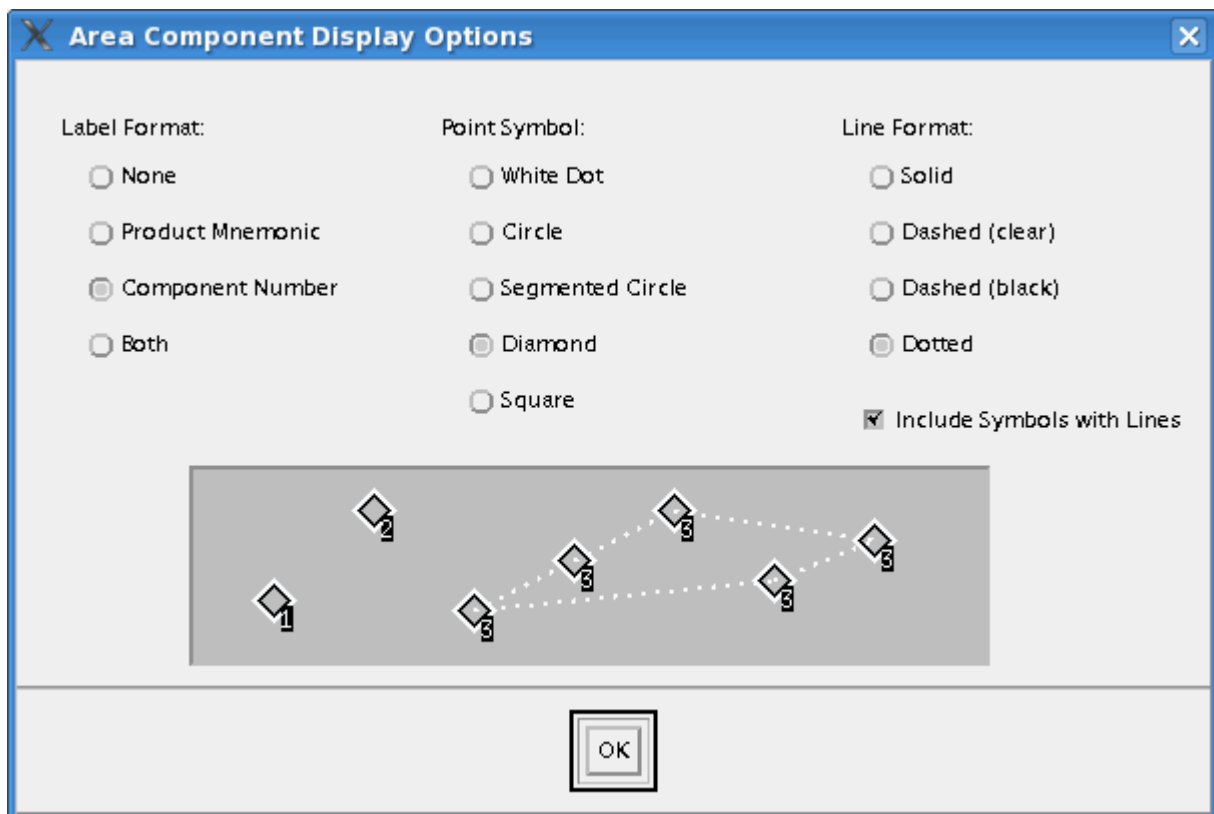 Area Component Display Options
Label Format:
None
Product Mnemonic
Component Number
Both
Point Symbol:
White Dot
Circle
Segmented Circle
Diamond
Square
Line Format:
Solid
Dashed (clear)
Dashed (black)
Dotted
Include Symbols with Lines
2
3
3
3
3
1
3
OK